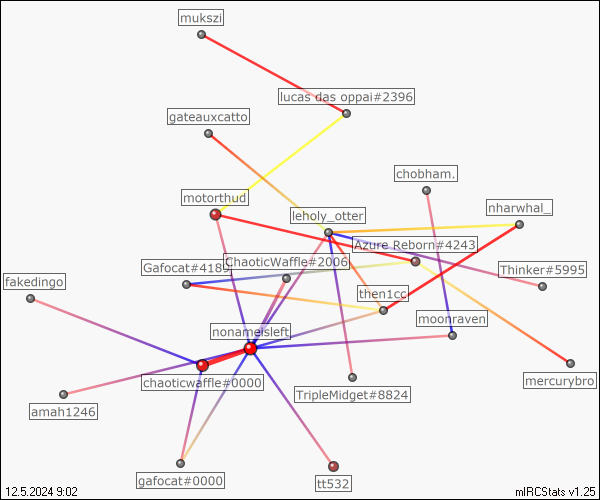 mukszi
lucas das oppai#2396
gateauxcatto
chobham.
motorthud
nharwhal_
leholy_otter
Azure Reborn#4243
ChaoticWaffle#2006
Gafocat#4189
Thinker#5995
fakedingo
then1cc
moonraven
nonameisleft
chaoticwaffle#0000
mercurybro
TripleMidget#8824
amah1246
gafocat#0000
tt532
12.5.2024 9:02
mIRCStats v1.25